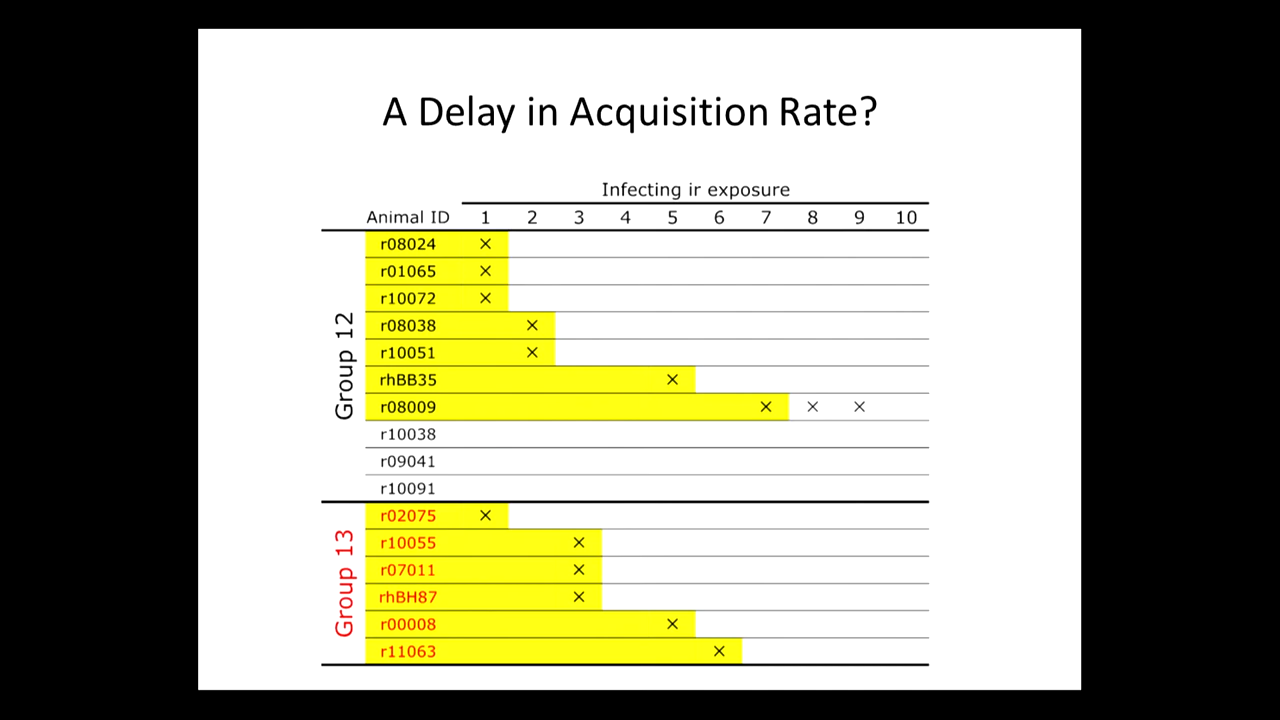 A Delay in Acquisition Rate?
Infecting ir exposure
Animal ID 1 2 3 4 5 6 7 8 9 10
Group 12
r08024 ×
r01065 ×
r10072 ×
r08038 ×
r10051 ×
rhBB35 ×
r08009 × × ×
r10038
r09041
r10091
Group 13
r02075 ×
r10055 ×
r07011 ×
rhBH87 ×
r00008 ×
r11063 ×